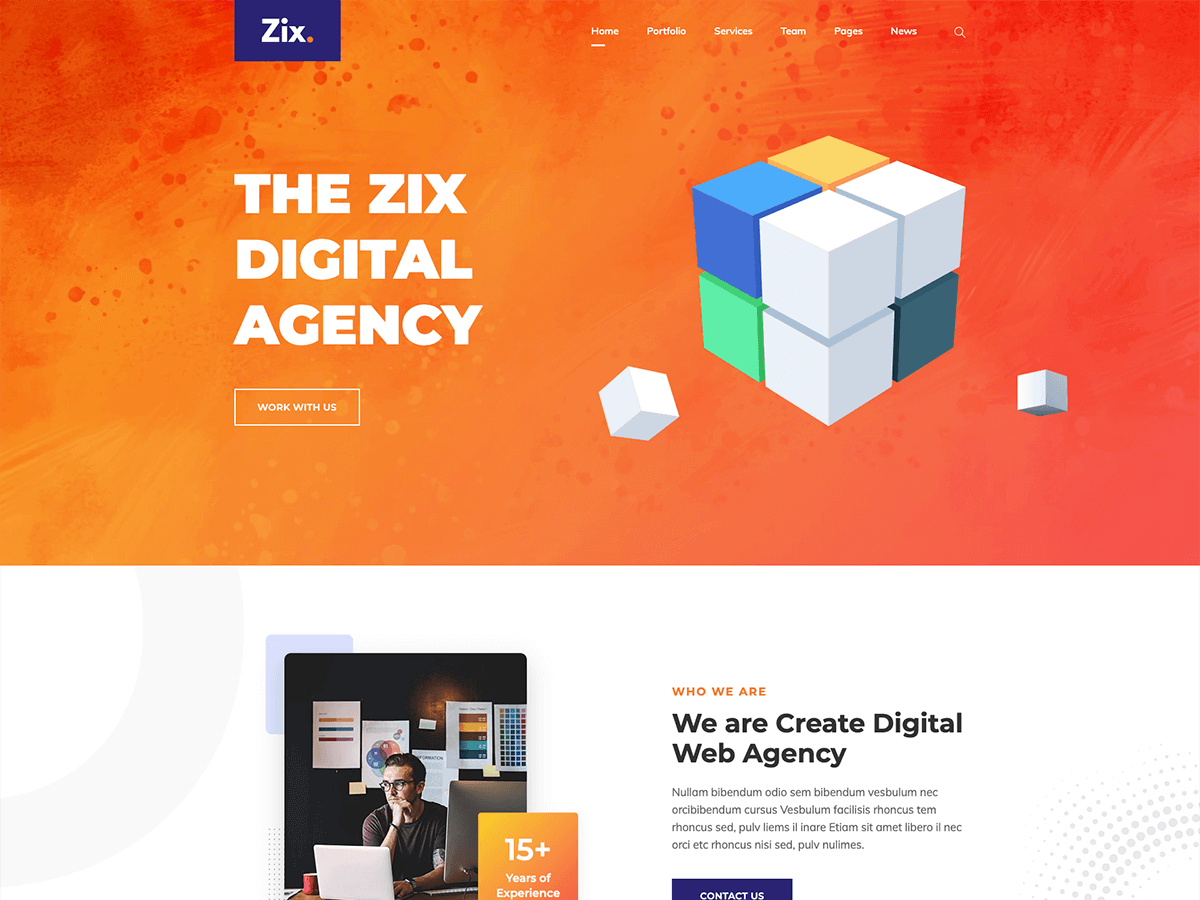 Zix.
Home Portfolio Services Team Pages News
THE ZIX
DIGITAL
AGENCY
WORK WITH US
WHO WE ARE
We are Create Digital
Web Agency
Nullam bibendum odio sem bibendum vesbulum nec
orcibibendum cursus Vesbulum facilisis rhoncus tem
rhoncus sed, pulv liems il inare Etiam sit amet libero il nec
orci etc rhoncus nisi sed, pulv nulimes.
15+
Years of
Experience
CONTACT US